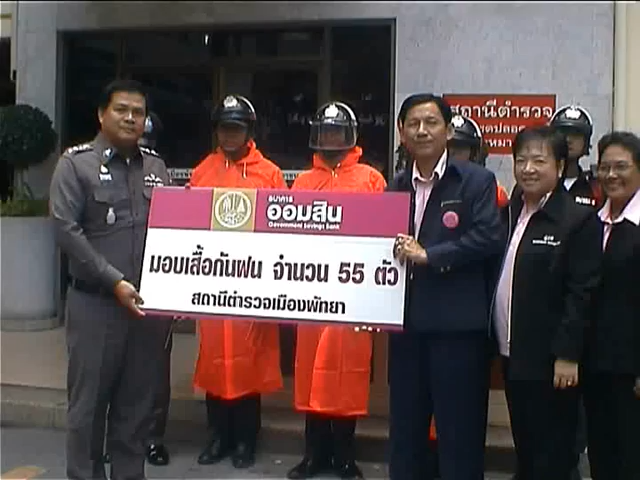 ธนาคาร
ออมสิน
Government Savings Bank
มอบเสื้อกันฝน จำนวน 55 ตัว
สถานีตำรวจเมืองพัทยา
สถานีตำรวจ